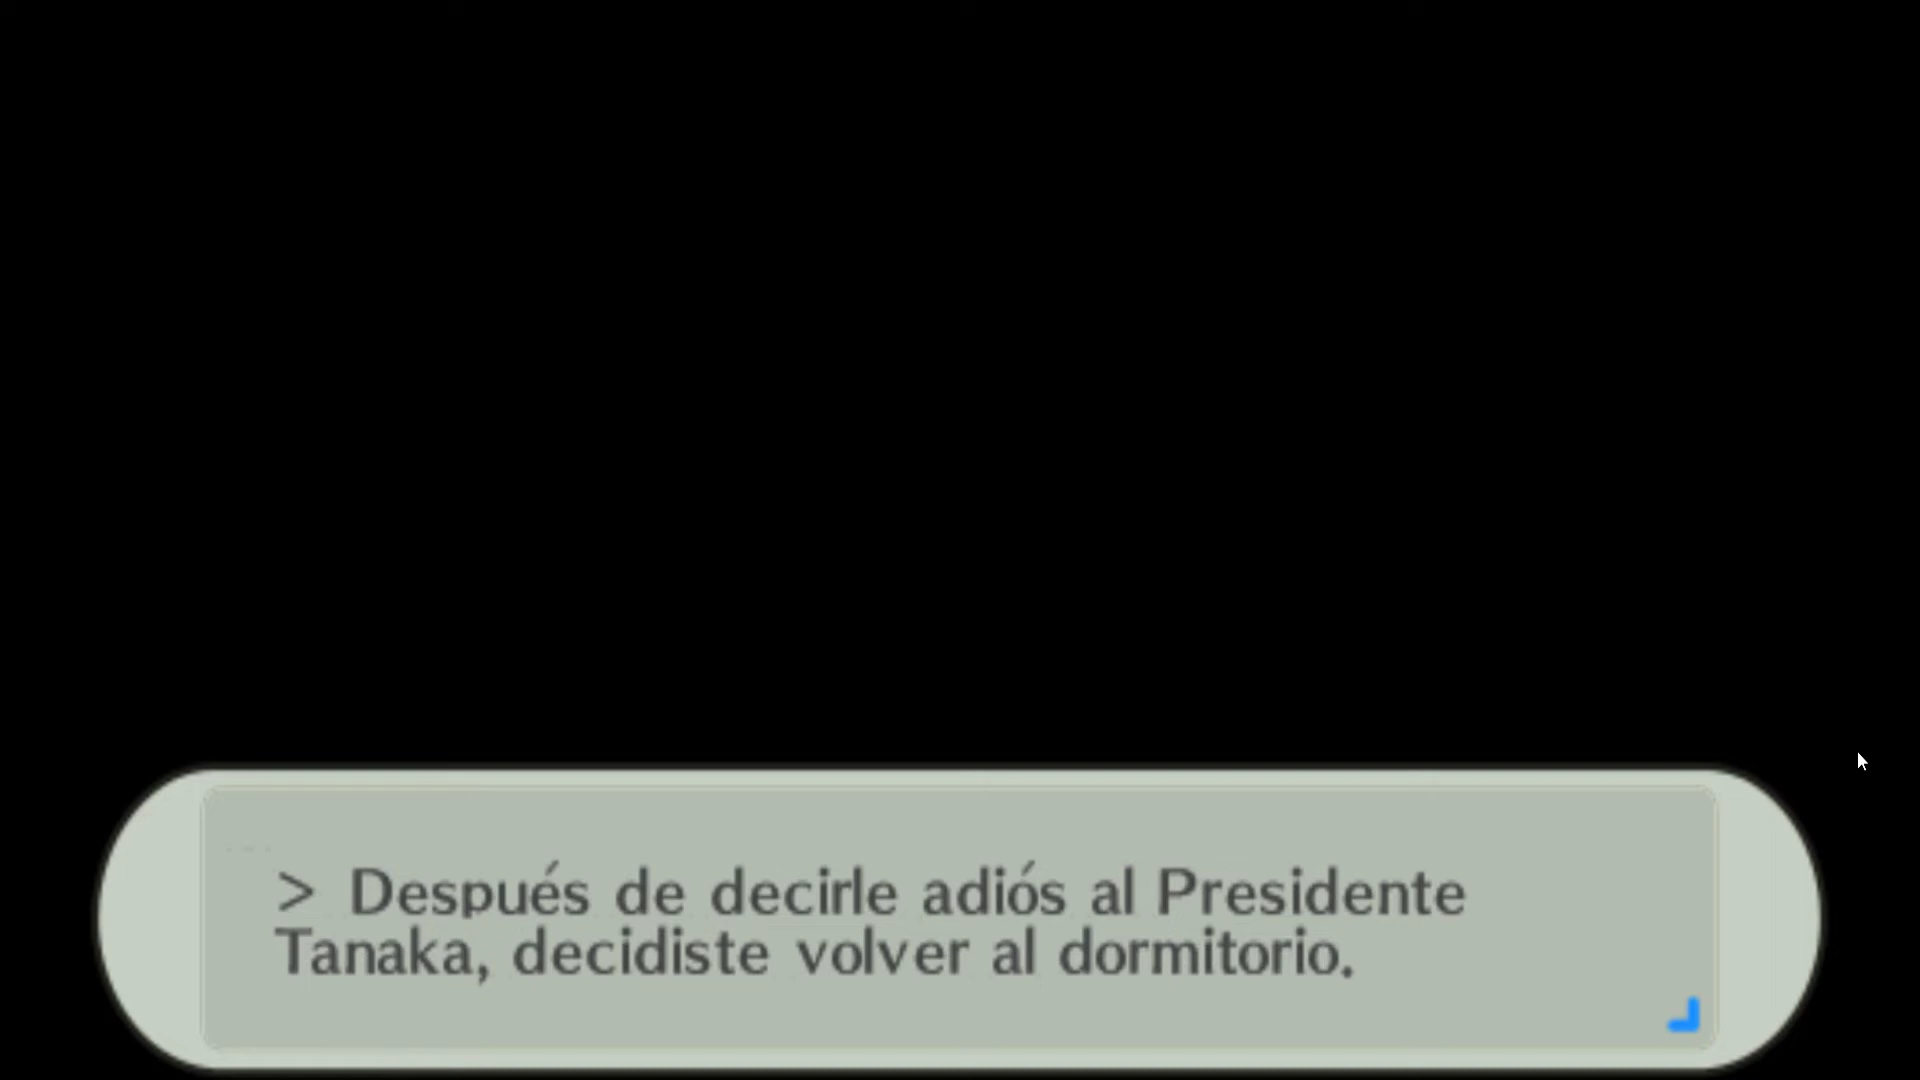 > Después de decirle adiós al Presidente
Tanaka, decidiste volver al dormitorio.